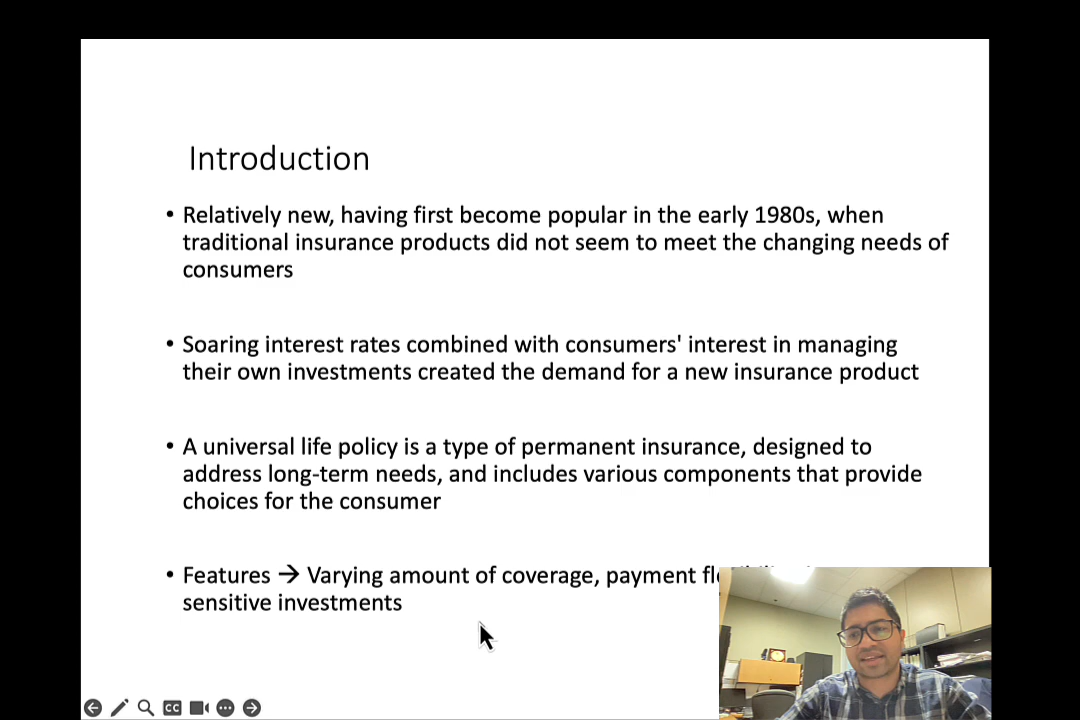 Introduction
• Relatively new, having first become popular in the early 1980s, when
traditional insurance products did not seem to meet the changing needs of
consumers
• Soaring interest rates combined with consumers' interest in managing
their own investments created the demand for a new insurance product
• A universal life policy is a type of permanent insurance, designed to
address long-term needs, and includes various components that provide
choices for the consumer
• Features → Varying amount of coverage, payment
sensitive investments
CC